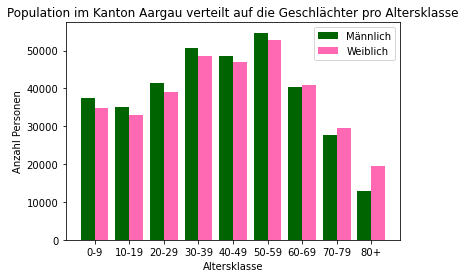 Population im Kanton Aargau verteilt auf die Geschlächter pro Altersklasse
Männlich
Weiblich
Anzahl Personen
50000
40000
30000
20000
10000
0
0-9 10-19 20-29 30-39 40-49 50-59 60-69 70-79 80+
Altersklasse